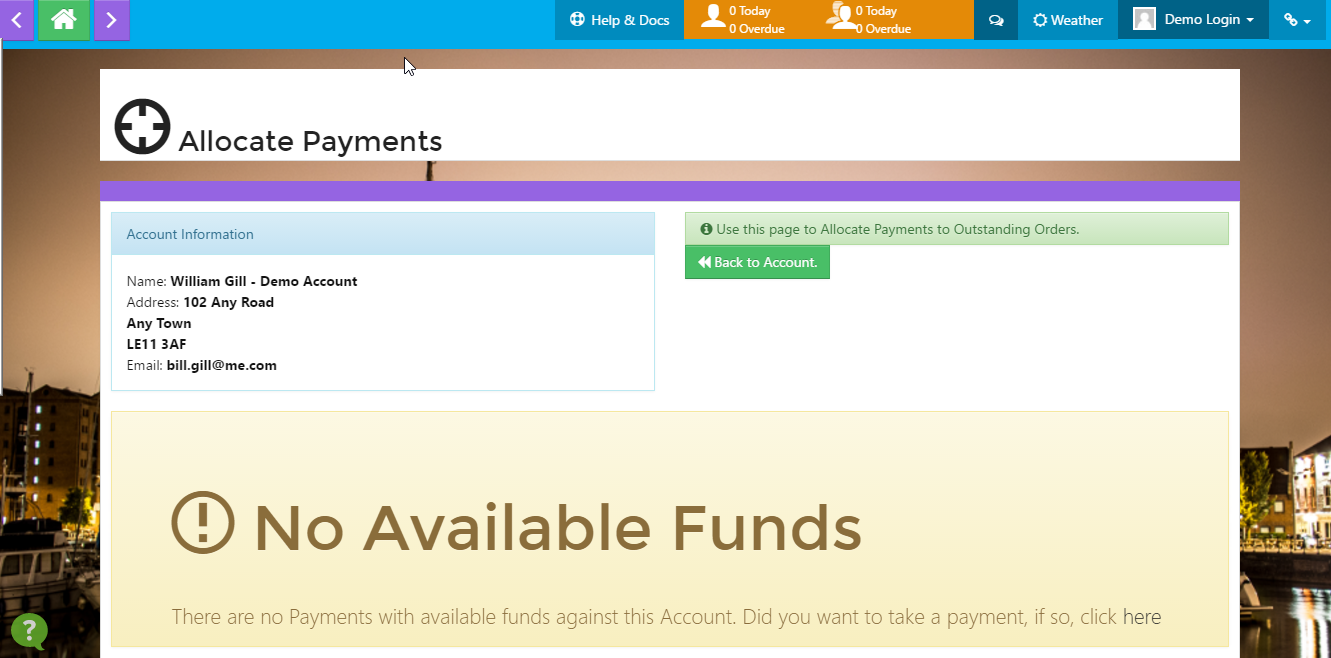 Help & Docs
0 Today
0 Overdue
0 Today
0 Overdue
Weather
Demo Login
Allocate Payments
Account Information
Name: William Gill - Demo Account
Address: 102 Any Road
Any Town
LE11 3AF
Email: bill.gill@me.com
Use this page to Allocate Payments to Outstanding Orders.
Back to Account.
No Available Funds
There are no Payments with available funds against this Account. Did you want to take a payment, if so, click here
?